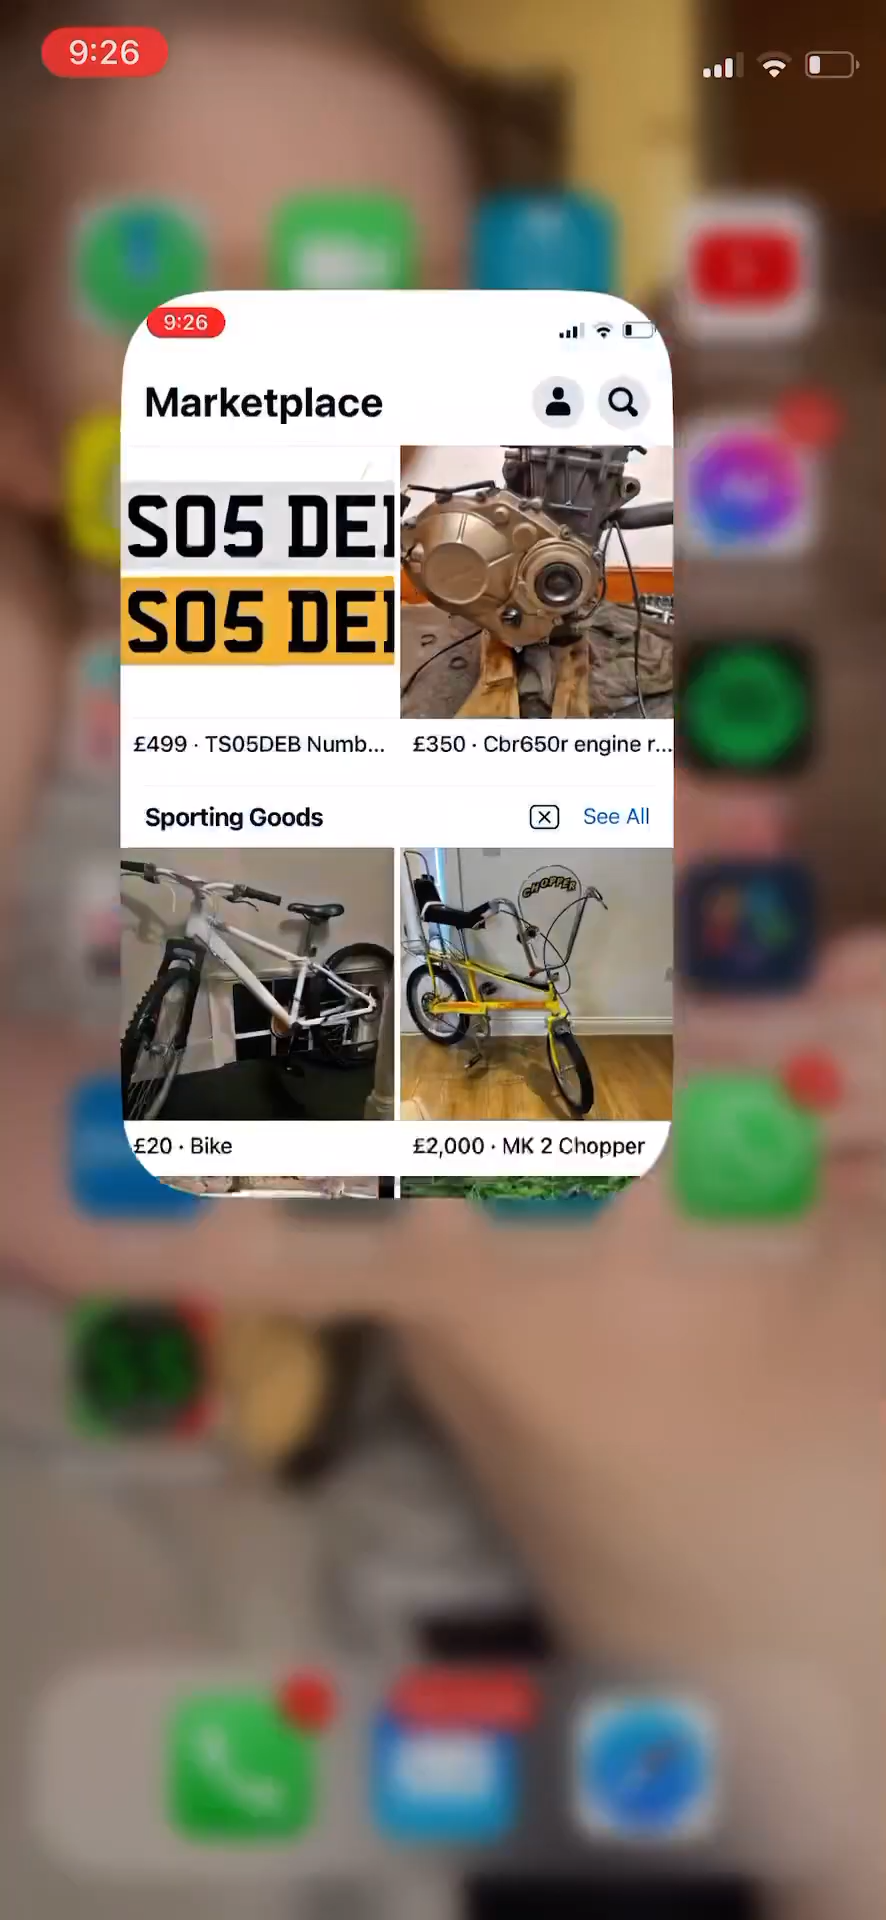 9:26
9:26
Marketplace
S05 DE
S05 DE
£499 · TS05DEB Numb...
£350 · Cbr650r engine r...
Sporting Goods
See All
CHOPPER
£20 · Bike
£2,000 · MK 2 Chopper